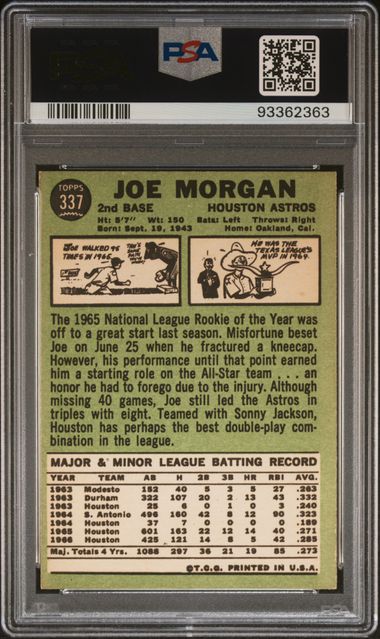 PSA
93362363
TOPPS
337
JOE MORGAN
2nd BASE HOUSTON ASTROS
Ht: 5'7" Wt: 150 Bats: Left Throws: Right
Born: Sept. 19, 1943 Home: Oakland, Cal.
JOE WALKED 95
TIMES IN 1965.
HE WAS THE
TEXAS LEAGUE'S
MVP IN 1964.
The 1965 National League Rookie of the Year was
off to a great start last season. Misfortune beset
Joe on June 25 when he fractured a kneecap.
However, his performance until that point earned
him a starting role on the All-Star team . . . an
honor he had to forego due to the injury. Although
missing 40 games, Joe still led the Astros in
triples with eight. Teamed with Sonny Jackson,
Houston has perhaps the best double-play com-
bination in the league.
MAJOR & MINOR LEAGUE BATTING RECORD
YEAR TEAM AB H 2B 3B HR RBI AVG.
1963 Modesto 152 40 5 3 5 27 .263
1963 Durham 322 107 20 2 13 43 .332
1963 Houston 25 6 0 1 0 3 .240
1964 S. Antonio 496 160 42 8 12 90 .323
1964 Houston 37 7 0 0 0 0 .189
1965 Houston 601 163 22 12 14 40 .271
1966 Houston 425 121 14 8 5 42 .285
Maj. Totals 4 Yrs. 1088 297 36 21 19 85 .273
©T.C.G. PRINTED IN U.S.A.
PSA